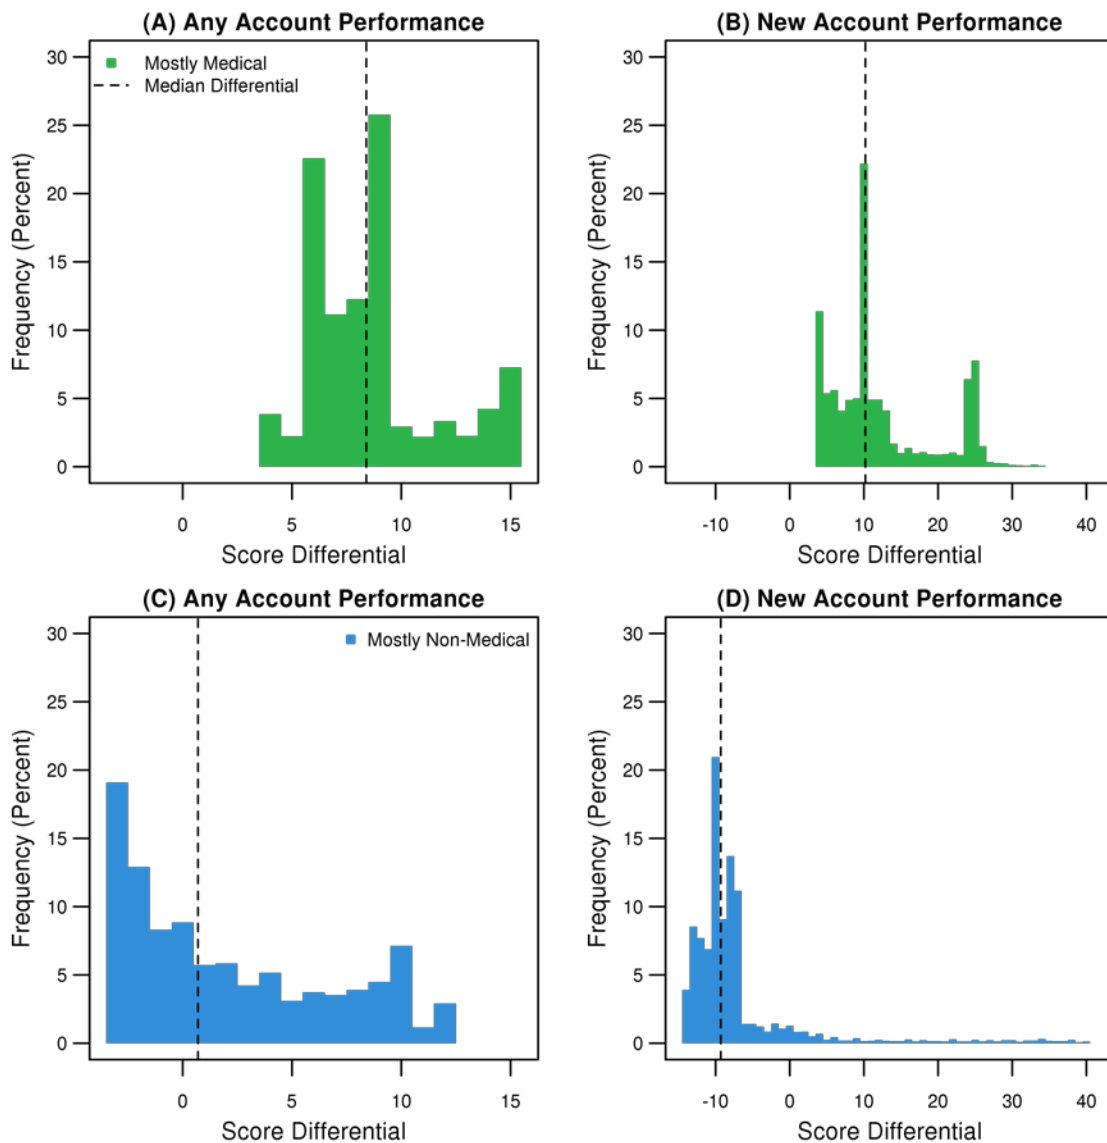 (A) Any Account Performance
Mostly Medical
Median Differential
Frequency (Percent)
30
25
20
15
10
5
0
0 5 10 15
Score Differential
(B) New Account Performance
Frequency (Percent)
30
25
20
15
10
5
0
-10 0 10 20 30 40
Score Differential
(C) Any Account Performance
Mostly Non-Medical
Frequency (Percent)
30
25
20
15
10
5
0
0 5 10 15
Score Differential
(D) New Account Performance
Frequency (Percent)
30
25
20
15
10
5
0
-10 0 10 20 30 40
Score Differential